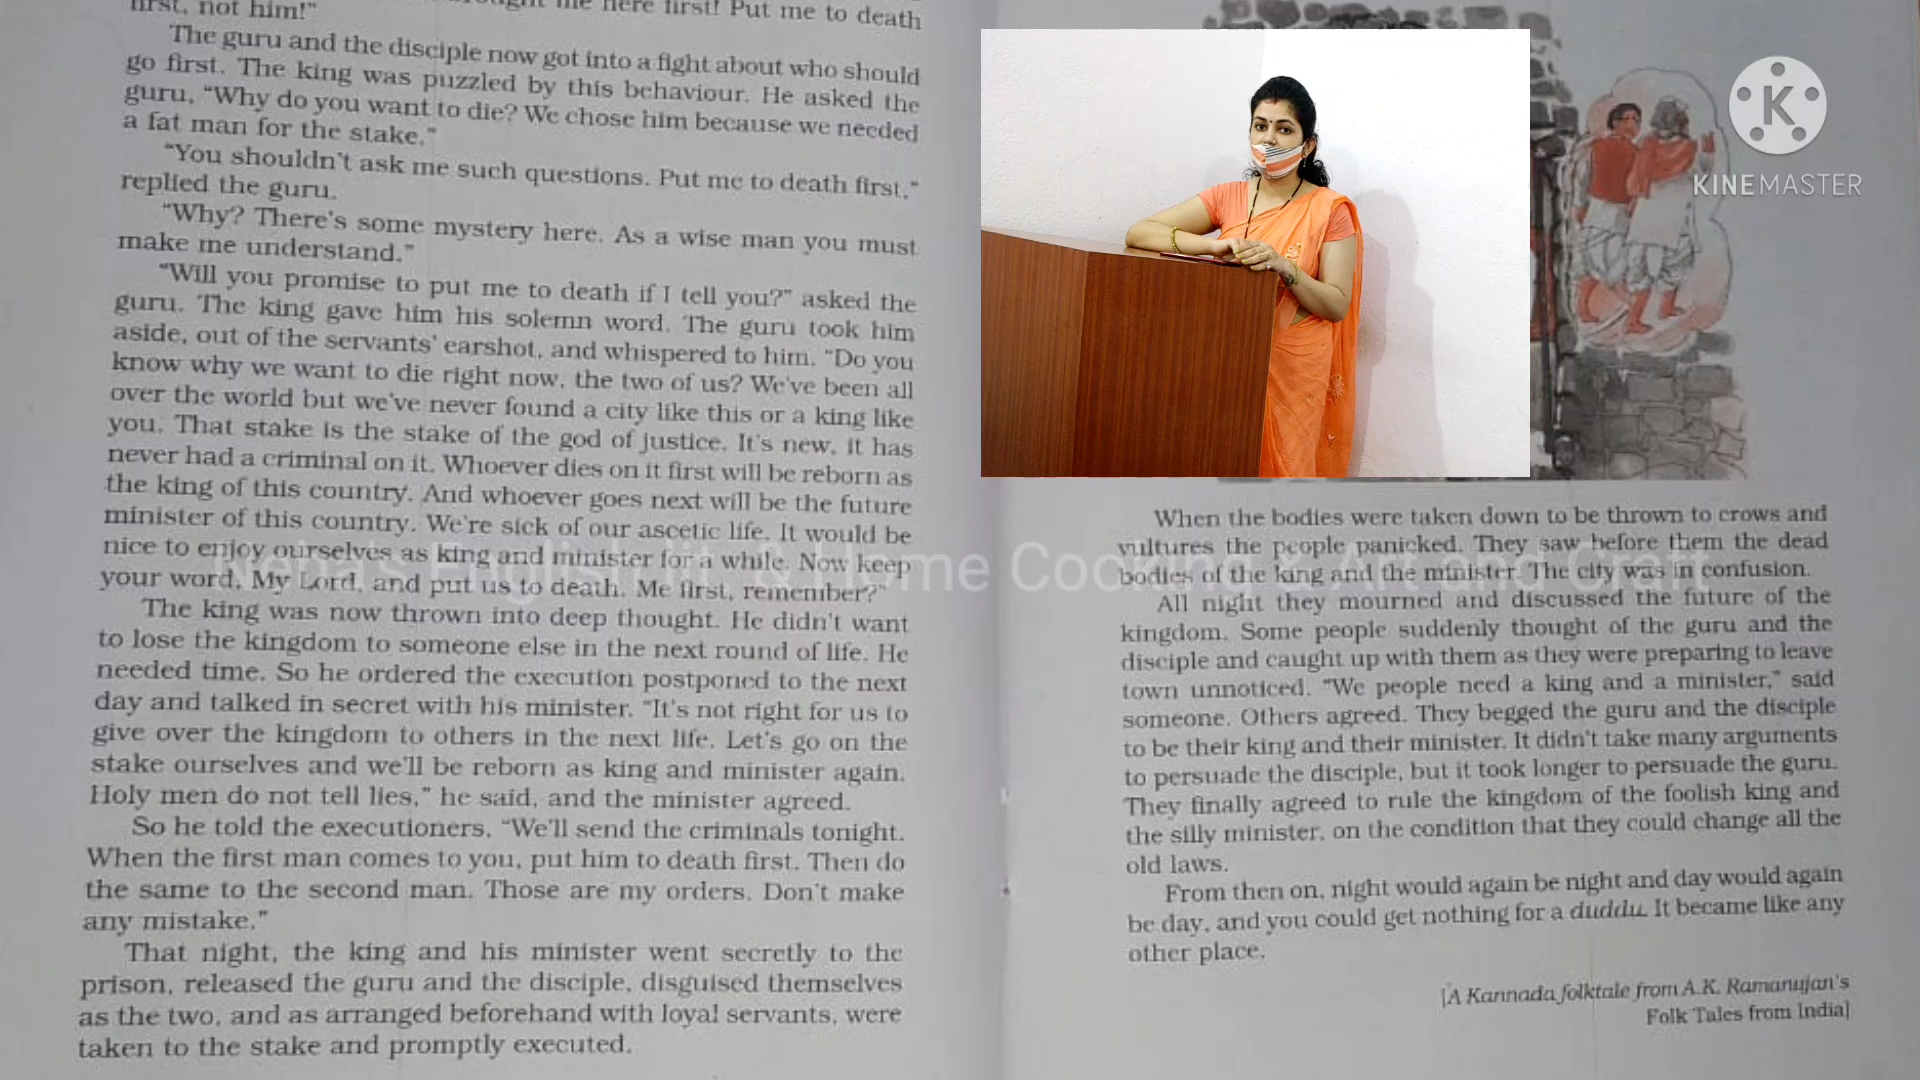 first, not him!"
The guru and the disciple now got into a fight about who should
go first. The king was puzzled by this behaviour. He asked the
guru, "Why do you want to die? We chose him because we needed
a fat man for the stake."
"You shouldn't ask me such questions. Put me to death first,"
replied the guru.
"Why? There's some mystery here. As a wise man you must
make me understand."
"Will you promise to put me to death if I tell you?" asked the
guru. The king gave him his solemn word. The guru took him
aside, out of the servants' earshot, and whispered to him. "Do you
know why we want to die right now, the two of us? We've been all
over the world but we've never found a city like this or a king like
you. That stake is the stake of the god of justice. It's new, it has
never had a criminal on it. Whoever dies on it first will be reborn as
the king of this country. And whoever goes next will be the future
minister of this country. We're sick of our ascetic life. It would be
nice to enjoy ourselves as king and minister for a while. Now keep
your word, My Lord, and put us to death. Me first, remember?"
The king was now thrown into deep thought. He didn't want
to lose the kingdom to someone else in the next round of life. He
needed time. So he ordered the execution postponed to the next
day and talked in secret with his minister. "It's not right for us to
give over the kingdom to others in the next life. Let's go on the
stake ourselves and we'll be reborn as king and minister again.
Holy men do not tell lies," he said, and the minister agreed.
So he told the executioners, "We'll send the criminals tonight.
When the first man comes to you, put him to death first. Then do
the same to the second man. Those are my orders. Don't make
any mistake."
That night, the king and his minister went secretly to the
prison, released the guru and the disciple, disguised themselves
as the two, and as arranged beforehand with loyal servants, were
taken to the stake and promptly executed.
K
KINEMASTER
When the bodies were taken down to be thrown to crows and
vultures the people panicked. They saw before them the dead
bodies of the king and the minister. The city was in confusion.
All night they mourned and discussed the future of the
kingdom. Some people suddenly thought of the guru and the
disciple and caught up with them as they were preparing to leave
town unnoticed. "We people need a king and a minister," said
someone. Others agreed. They begged the guru and the disciple
to be their king and their minister. It didn't take many arguments
to persuade the disciple, but it took longer to persuade the guru.
They finally agreed to rule the kingdom of the foolish king and
the silly minister, on the condition that they could change all the
old laws.
From then on, night would again be night and day would again
be day, and you could get nothing for a duddu. It became like any
other place.
[A Kannada folktale from A.K. Ramanujan's
Folk Tales from India]
& Home Cooking & Art and Craft